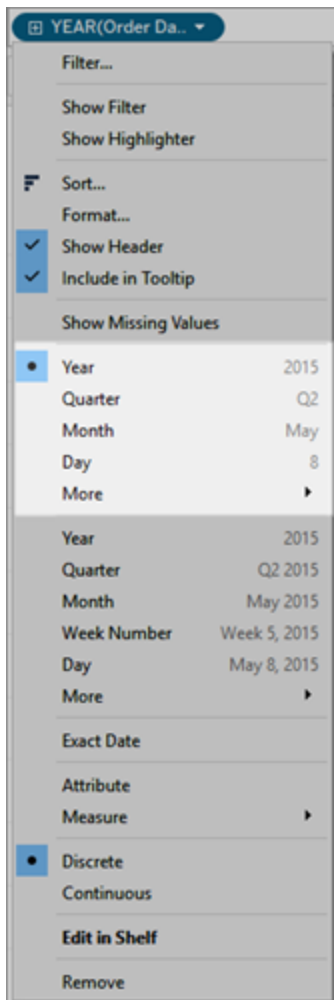 YEAR(Order Da..
Filter...
Show Filter
Show Highlighter
Sort...
Format...
Show Header
Include in Tooltip
Show Missing Values
Year 2015
Quarter Q2
Month May
Day 8
More
Year 2015
Quarter Q2 2015
Month May 2015
Week Number Week 5, 2015
Day May 8, 2015
More
Exact Date
Attribute
Measure
Discrete
Continuous
Edit in Shelf
Remove